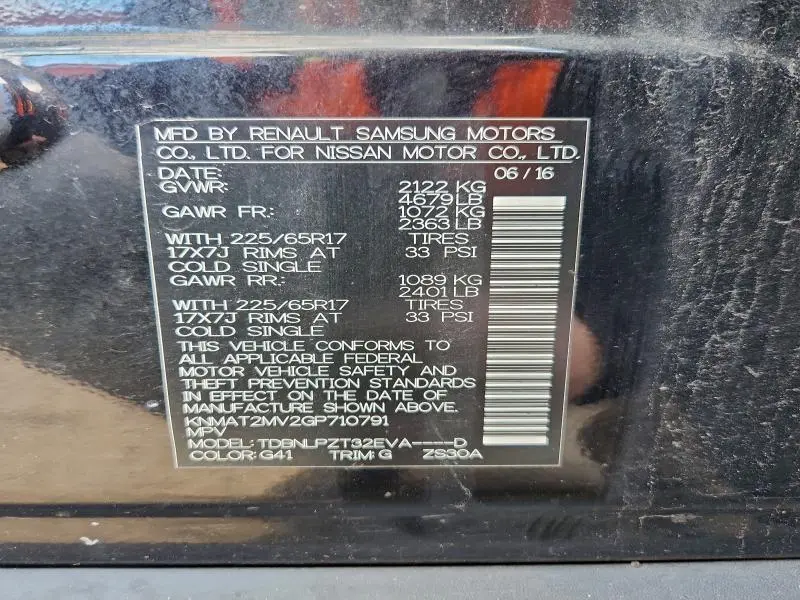 MFD BY RENAULT SAMSUNG MOTORS
CO., LTD. FOR NISSAN MOTOR CO., LTD.
DATE: 06/16
GVWR: 2122 KG
4679LB
GAWR FR: 1072 KG
2363 LB
WITH 225/65R17 TIRES
17X7J RIMS AT 33 PSI
COLD SINGLE
GAWR RR: 1089 KG
2401 LB
WITH 225/65R17 TIRES
17X7J RIMS AT 33 PSI
COLD SINGLE
THIS VEHICLE CONFORMS TO
ALL APPLICABLE FEDERAL
MOTOR VEHICLE SAFETY AND
THEFT PREVENTION STANDARDS
IN EFFECT ON THE DATE OF
MANUFACTURE SHOWN ABOVE.
KNMAT2MV2GP710791
MPV
MODEL: TDBNLPZT32EVA----D
COLOR: G41 TRIM: G ZS30A